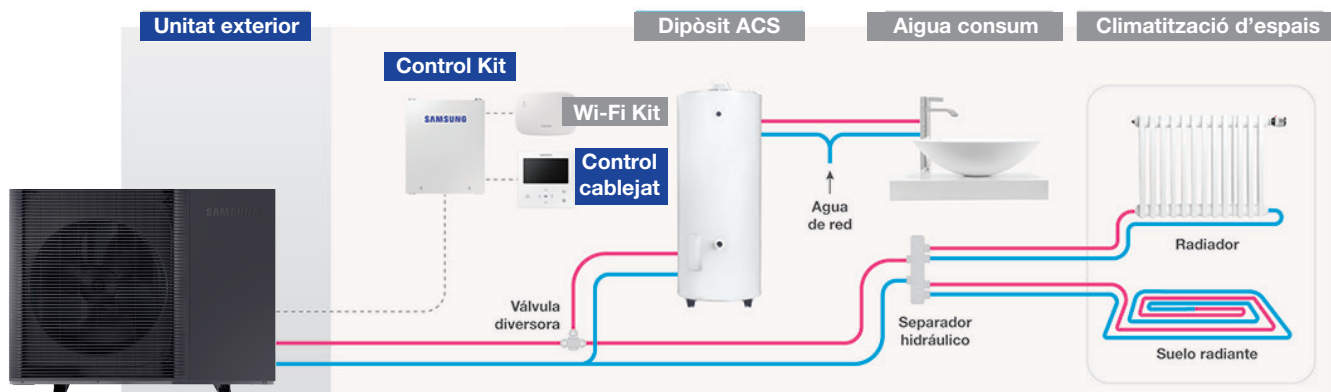 Unitat exterior
Dipòsit ACS
Aigua consum
Climatització d'espais
Control Kit
SAMSUNG
Wi-Fi Kit
Control
cablejat
SAMSUNG
Agua
de red
Radiador
Válvula
diversora
Separador
hidráulico
Suelo radiante